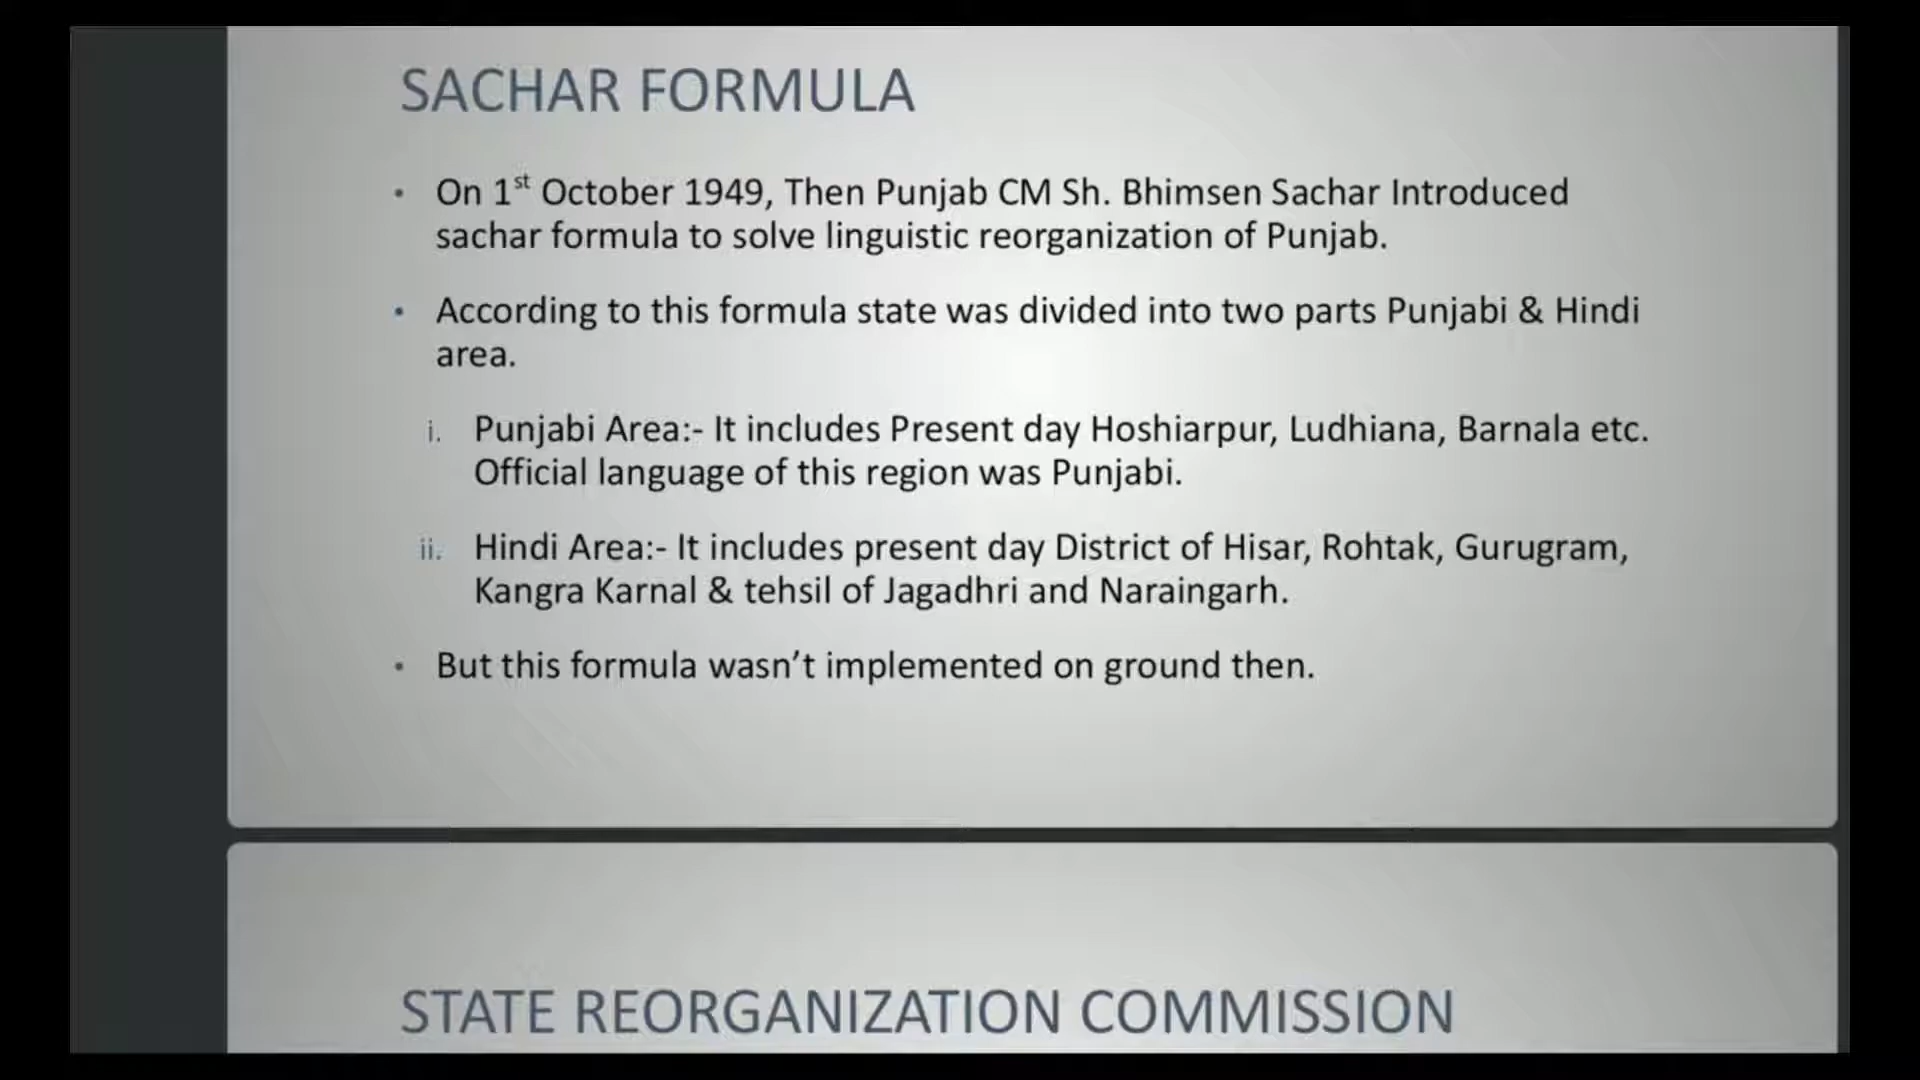 SACHAR FORMULA
• On 1st October 1949, Then Punjab CM Sh. Bhimsen Sachar Introduced
sachar formula to solve linguistic reorganization of Punjab.
• According to this formula state was divided into two parts Punjabi & Hindi
area.
i. Punjabi Area:- It includes Present day Hoshiarpur, Ludhiana, Barnala etc.
Official language of this region was Punjabi.
ii. Hindi Area:- It includes present day District of Hisar, Rohtak, Gurugram,
Kangra Karnal & tehsil of Jagadhri and Naraingarh.
• But this formula wasn’t implemented on ground then.
STATE REORGANIZATION COMMISSION